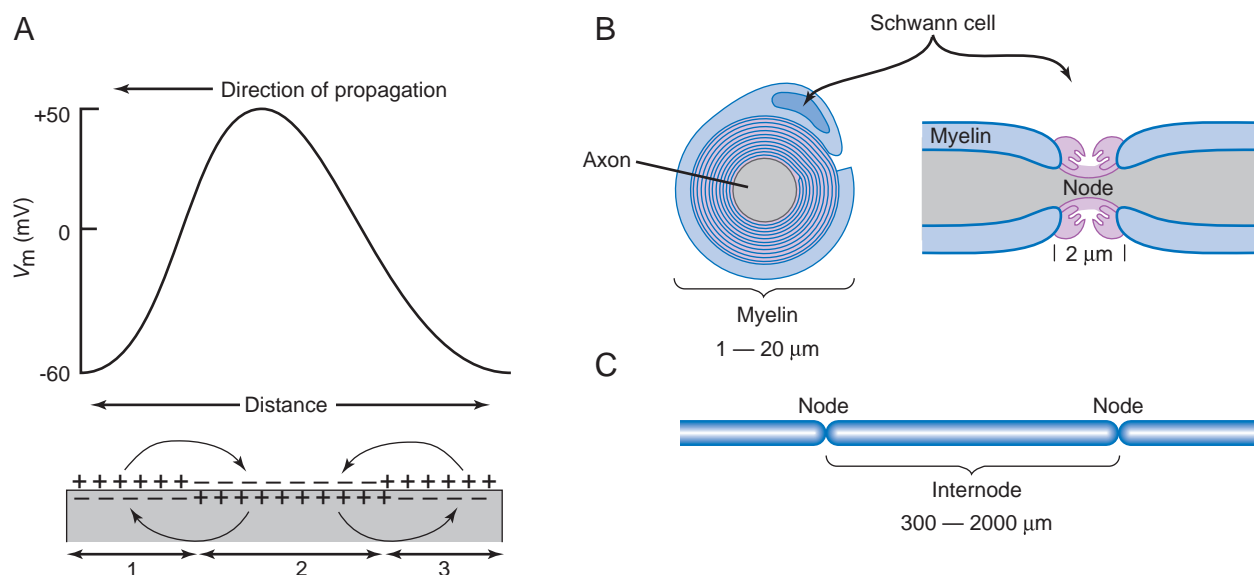 A
Direction of propagation
+50
0
-60
Vm (mV)
Distance
+ + + + + + – – – – – – – – – + + + + + +
– – – – – – + + + + + + + + + + – – – – –
1 2 3
B
Schwann cell
Axon
Myelin
1 — 20 μm
Myelin
Node
2 μm
C
Node Node
Internode
300 — 2000 μm